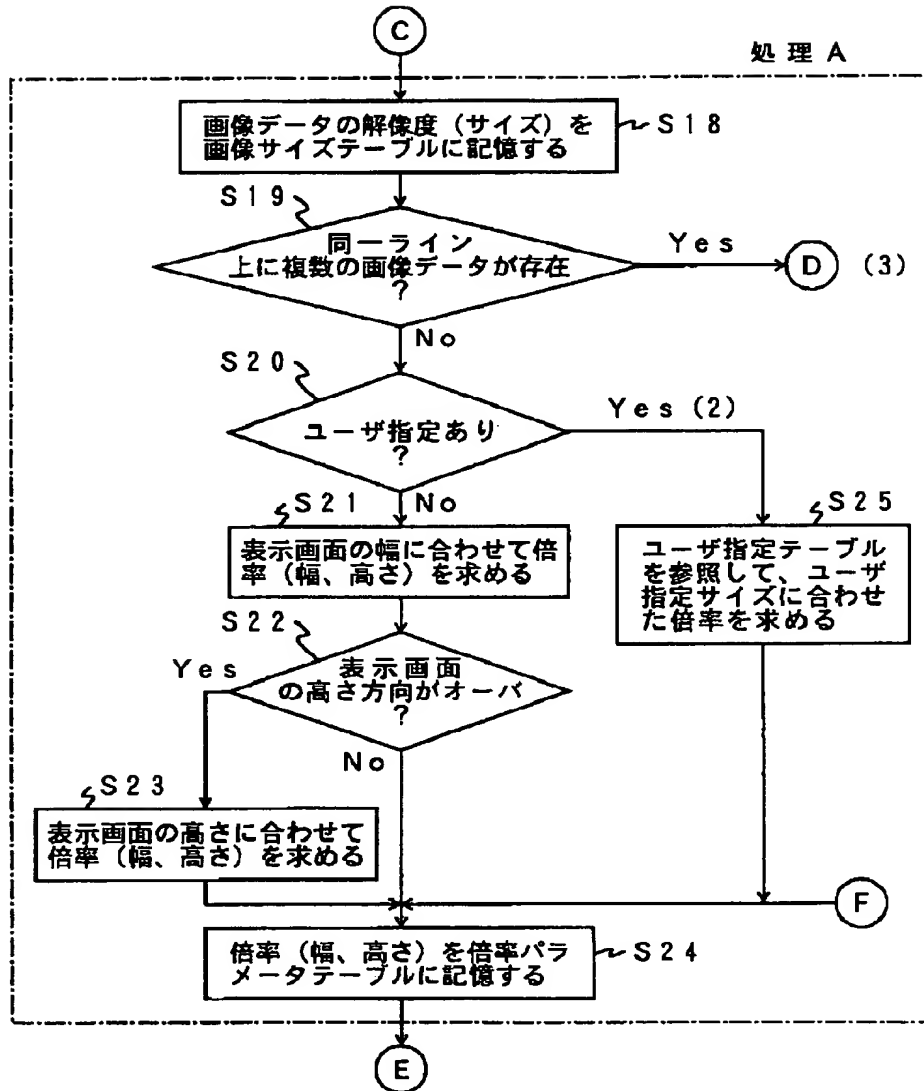 C
処理A
画像データの解像度（サイズ）を
画像サイズテーブルに記憶する
S18
S19
同一ライン
上に複数の画像データが存在
？
Yes
D
(3)
No
S20
ユーザ指定あり
？
Yes(2)
No
S21
表示画面の幅に合わせて倍
率（幅、高さ）を求める
S25
ユーザ指定テーブル
を参照して、ユーザ
指定サイズに合わせ
た倍率を求める
S22
表示画面
の高さ方向がオーバ
？
Yes
No
S23
表示画面の高さに合わせて
倍率（幅、高さ）を求める
F
倍率（幅、高さ）を倍率パラ
メータテーブルに記憶する
S24
E